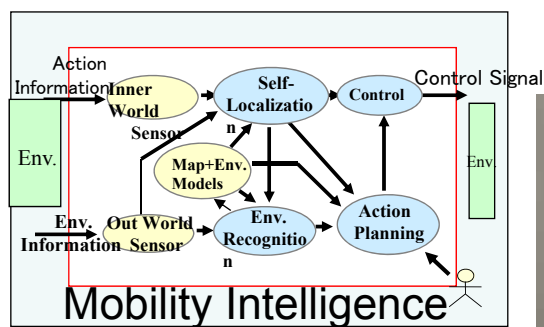 Action
Information
Inner
World
Sensor
Self-
Localizatio
n
Control
Control Signal
Env.
Env.
Map+Env.
Models
Env.
Information
Out World
Sensor
Env.
Recognitio
n
Action
Planning
Mobility Intelligence